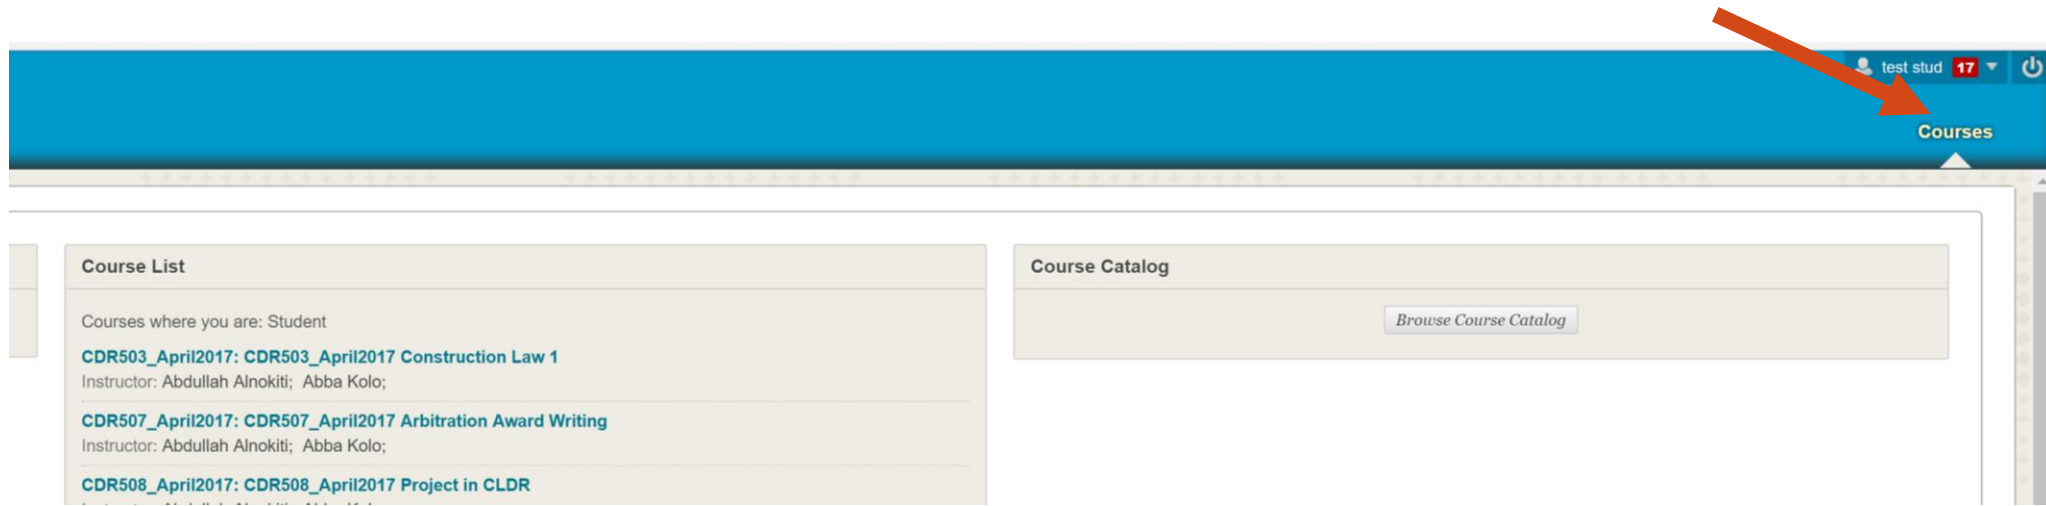 test stud 17
Courses
Course List
Courses where you are: Student
CDR503_April2017: CDR503_April2017 Construction Law 1
Instructor: Abdullah Alnokiti; Abba Kolo;
CDR507_April2017: CDR507_April2017 Arbitration Award Writing
Instructor: Abdullah Alnokiti; Abba Kolo;
CDR508_April2017: CDR508_April2017 Project in CLDR
Course Catalog
Browse Course Catalog